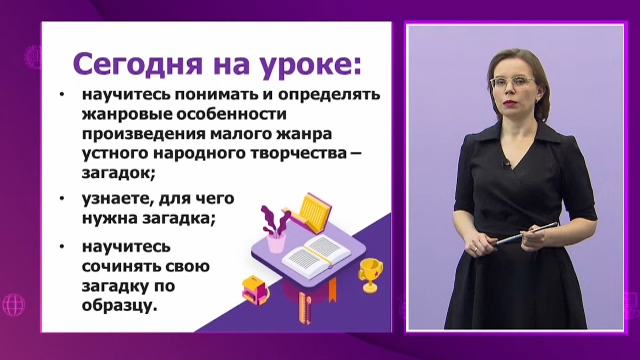 Сегодня на уроке:
• научитесь понимать и определять
жанровые особенности
произведения малого жанра
устного народного творчества –
загадок;
• узнаете, для чего
нужна загадка;
• научитесь
сочинять свою
загадку по
образцу.